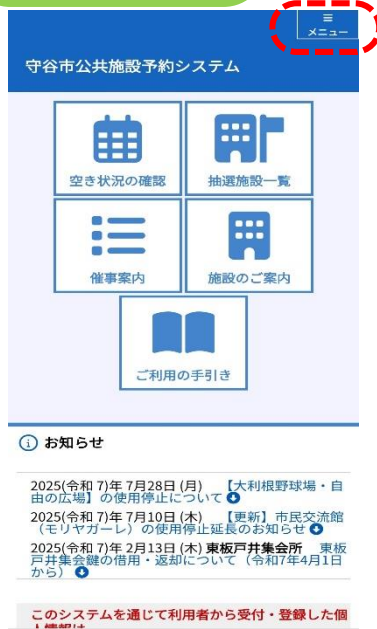 メニュー
守谷市公共施設予約システム
空き状況の確認
抽選施設一覧
催事案内
施設のご案内
ご利用の手引き
お知らせ
2025(令和 7)年 7月28日 (月) 【大利根野球場・自
由の広場】の使用停止について
2025(令和 7)年 7月10日 (木) 【更新】市民交流館
（モリヤガーレ）の使用停止延長のお知らせ
2025(令和 7)年 2月13日 (木) 東板戸井集会所 東板
戸井集会鍵の借用・返却について（令和7年4月1日
から）
このシステムを通じて利用者から受付・登録した個
人情報は